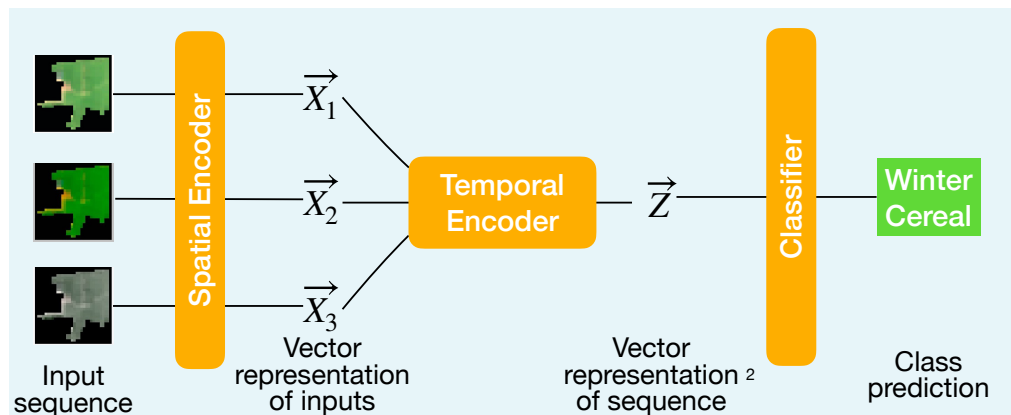 Spatial Encoder
X₁
X₂
X₃
Temporal
Encoder
Z
Classifier
Winter
Cereal
Input
sequence
Vector
representation
of inputs
Vector
representation 2
of sequence
Class
prediction